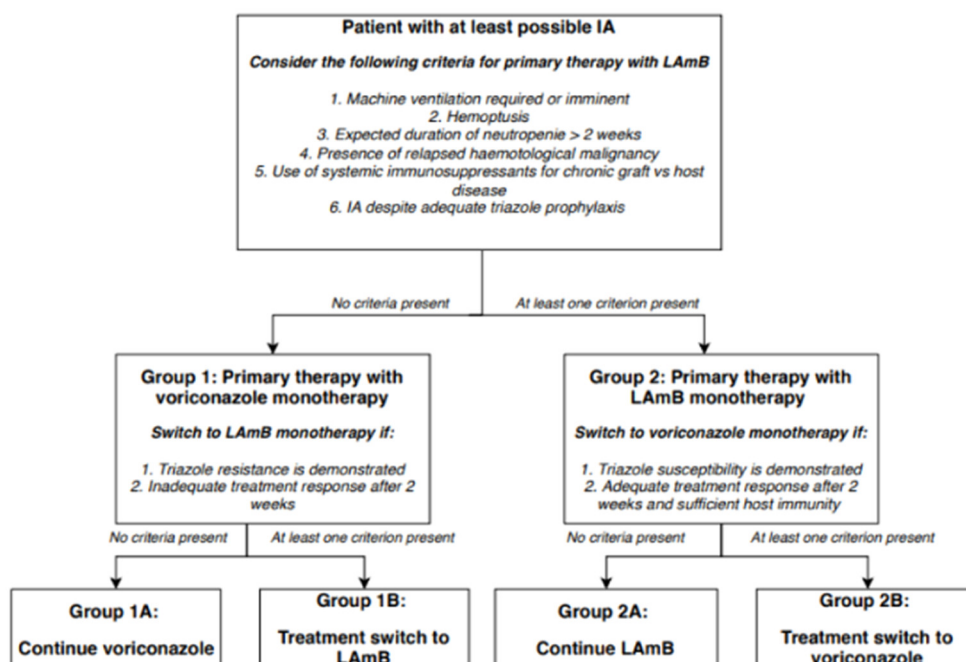 Patient with at least possible IA
Consider the following criteria for primary therapy with LAmB
1. Machine ventilation required or imminent
2. Hemoptusis
3. Expected duration of neutropenie > 2 weeks
4. Presence of relapsed haemotological malignancy
5. Use of systemic immunosuppressants for chronic graft vs host
disease
6. IA despite adequate triazole prophylaxis
No criteria present
At least one criterion present
Group 1: Primary therapy with
voriconazole monotherapy
Switch to LAmB monotherapy if:
1. Triazole resistance is demonstrated
2. Inadequate treatment response after 2
weeks
Group 2: Primary therapy with
LAmB monotherapy
Switch to voriconazole monotherapy if:
1. Triazole susceptibility is demonstrated
2. Adequate treatment response after 2
weeks and sufficient host immunity
No criteria present
At least one criterion present
No criteria present
At least one criterion present
Group 1A:
Continue voriconazole
Group 1B:
Treatment switch to
LAmB
Group 2A:
Continue LAmB
Group 2B:
Treatment switch to
voriconazole